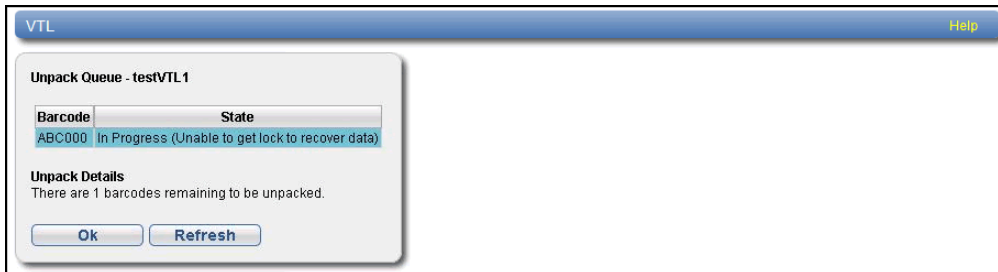 VTL Help
Unpack Queue - testVTL1
Barcode State
ABC000 In Progress (Unable to get lock to recover data)
Unpack Details
There are 1 barcodes remaining to be unpacked.
Ok Refresh